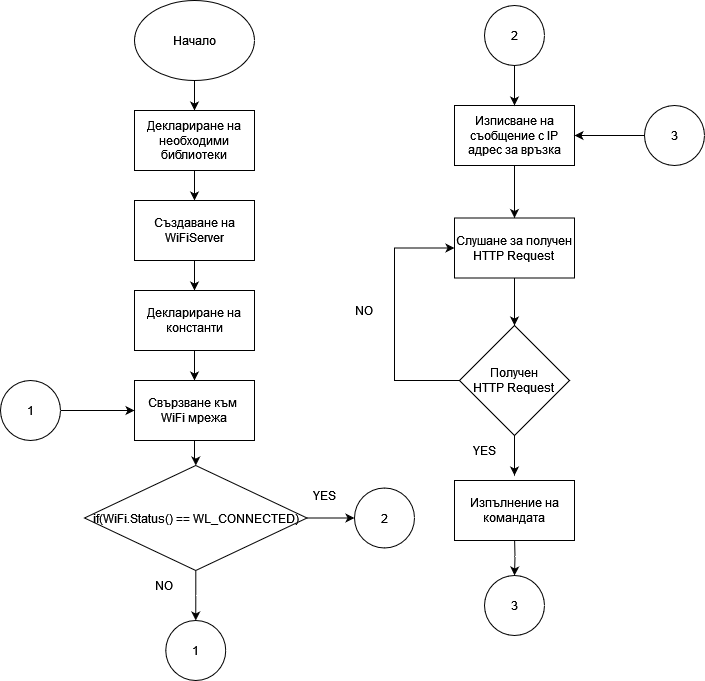 Начало
Деклариране на
необходими
библиотеки
Създаване на
WiFiServer
Деклариране на
константи
1
Свързване към
WiFi мрежа
if(WiFi.Status() == WL_CONNECTED)
YES
2
NO
1
2
Изписване на
съобщение с IP
адрес за връзка
3
Слушане за получен
HTTP Request
NO
Получен
HTTP Request
YES
Изпълнение на
командата
3